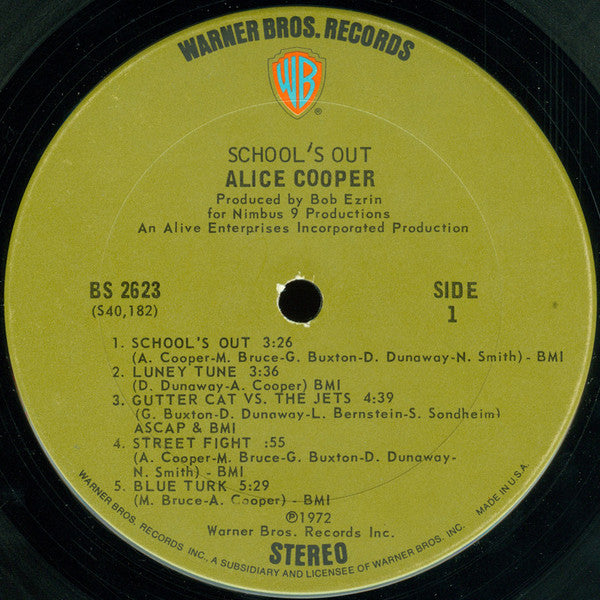 WARNER BROS. RECORDS
WB
®
SCHOOL'S OUT
ALICE COOPER
Produced by Bob Ezrin
for Nimbus 9 Productions
An Alive Enterprises Incorporated Production
BS 2623
(S40,182)
SIDE
1
1. SCHOOL'S OUT 3:26
(A. Cooper-M. Bruce-G. Buxton-D. Dunaway-N. Smith) - BMI
2. LUNEY TUNE 3:36
(D. Dunaway-A. Cooper) BMI
3. GUTTER CAT VS. THE JETS 4:39
(G. Buxton-D. Dunaway-L. Bernstein-S. Sondheim)
ASCAP & BMI
4. STREET FIGHT :55
(A. Cooper-M. Bruce-G. Buxton-D. Dunaway-
N. Smith) - BMI
5. BLUE TURK 5:29
(M. Bruce-A. Cooper) - BMI
℗1972
Warner Bros. Records Inc.
STEREO
WARNER BROS. RECORDS INC., A SUBSIDIARY AND LICENSEE OF WARNER BROS. INC.
MADE IN U.S.A.